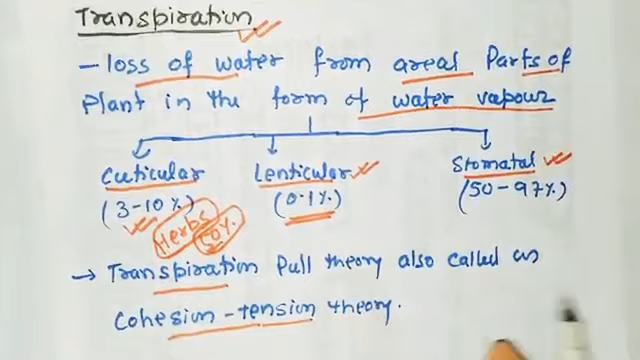 Transpiration
- loss of water from areal Parts of
Plant in the form of water vapour
Cuticular Lenticular Stomatal
(3-10%) (0.1%) (50-97%)
Herbs 50%
→ Transpiration Pull theory also called as
Cohesion - tension theory.